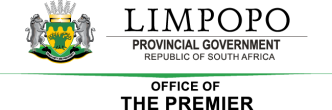 LIMPOPO
PROVINCIAL GOVERNMENT
REPUBLIC OF SOUTH AFRICA
OFFICE OF
THE PREMIER